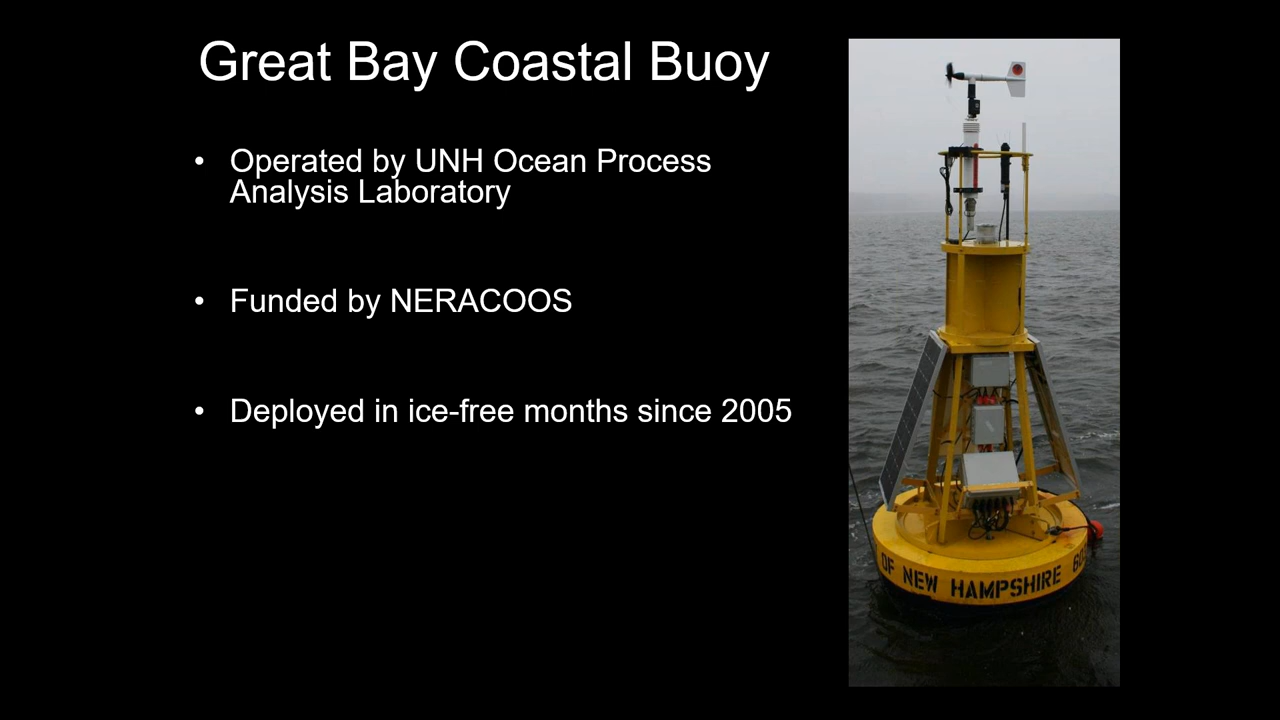 Great Bay Coastal Buoy
• Operated by UNH Ocean Process
Analysis Laboratory
• Funded by NERACOOS
• Deployed in ice-free months since 2005
OF NEW HAMPSHIRE